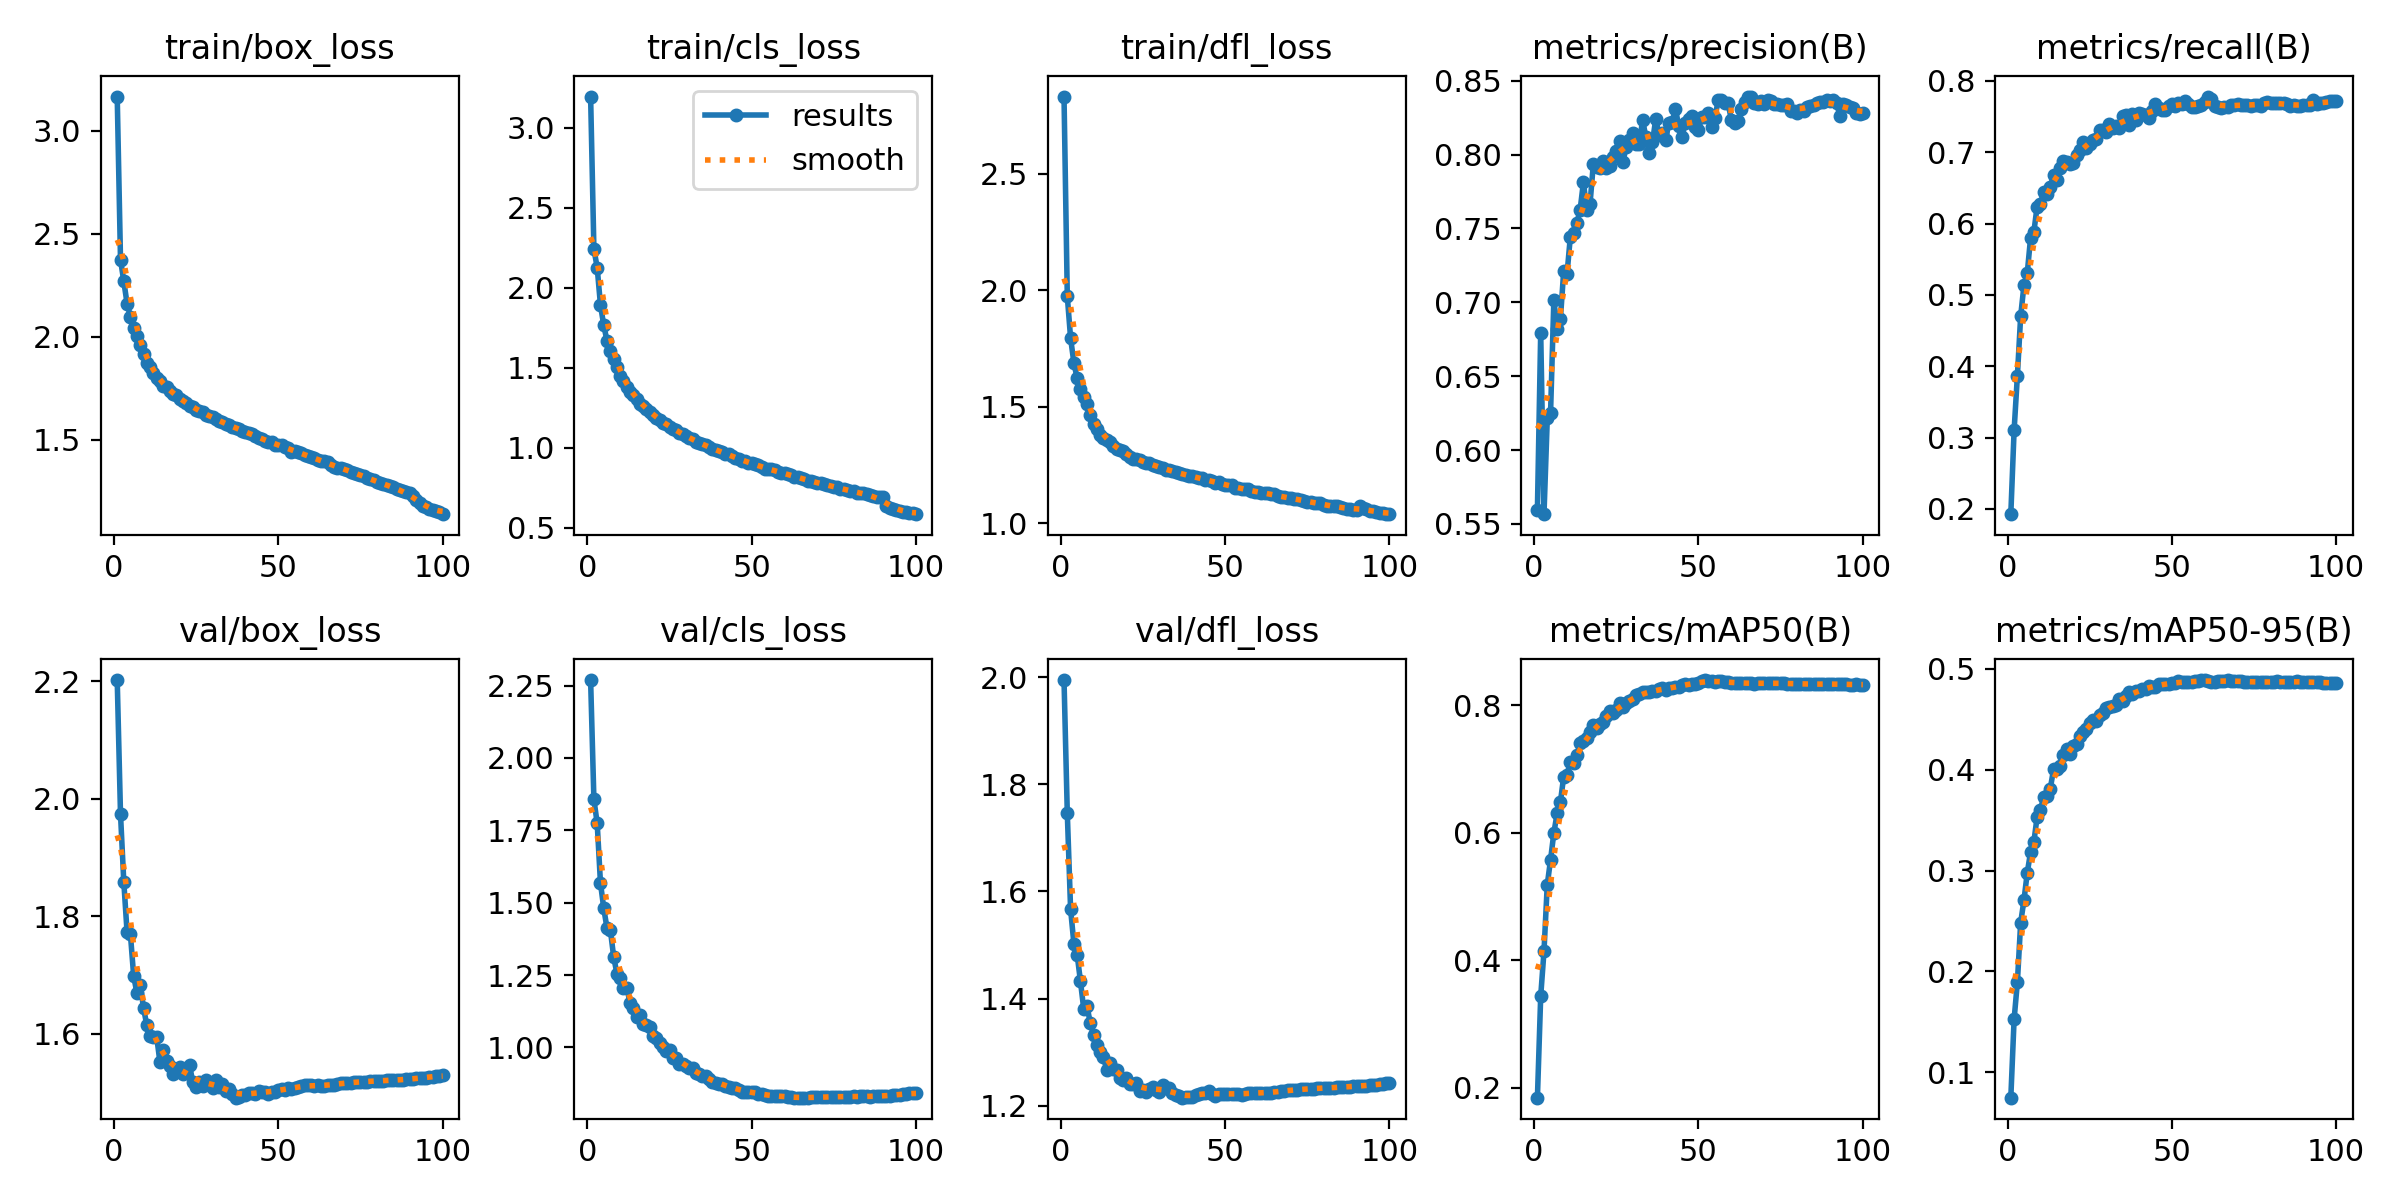 train/box_loss
3.0
2.5
2.0
1.5
0 50 100
train/cls_loss
results
smooth
3.0
2.5
2.0
1.5
1.0
0.5
0 50 100
train/dfl_loss
2.5
2.0
1.5
1.0
0 50 100
metrics/precision(B)
0.85
0.80
0.75
0.70
0.65
0.60
0.55
0 50 100
metrics/recall(B)
0.8
0.7
0.6
0.5
0.4
0.3
0.2
0 50 100
val/box_loss
2.2
2.0
1.8
1.6
0 50 100
val/cls_loss
2.25
2.00
1.75
1.50
1.25
1.00
0 50 100
val/dfl_loss
2.0
1.8
1.6
1.4
1.2
0 50 100
metrics/mAP50(B)
0.8
0.6
0.4
0.2
0 50 100
metrics/mAP50-95(B)
0.5
0.4
0.3
0.2
0.1
0 50 100